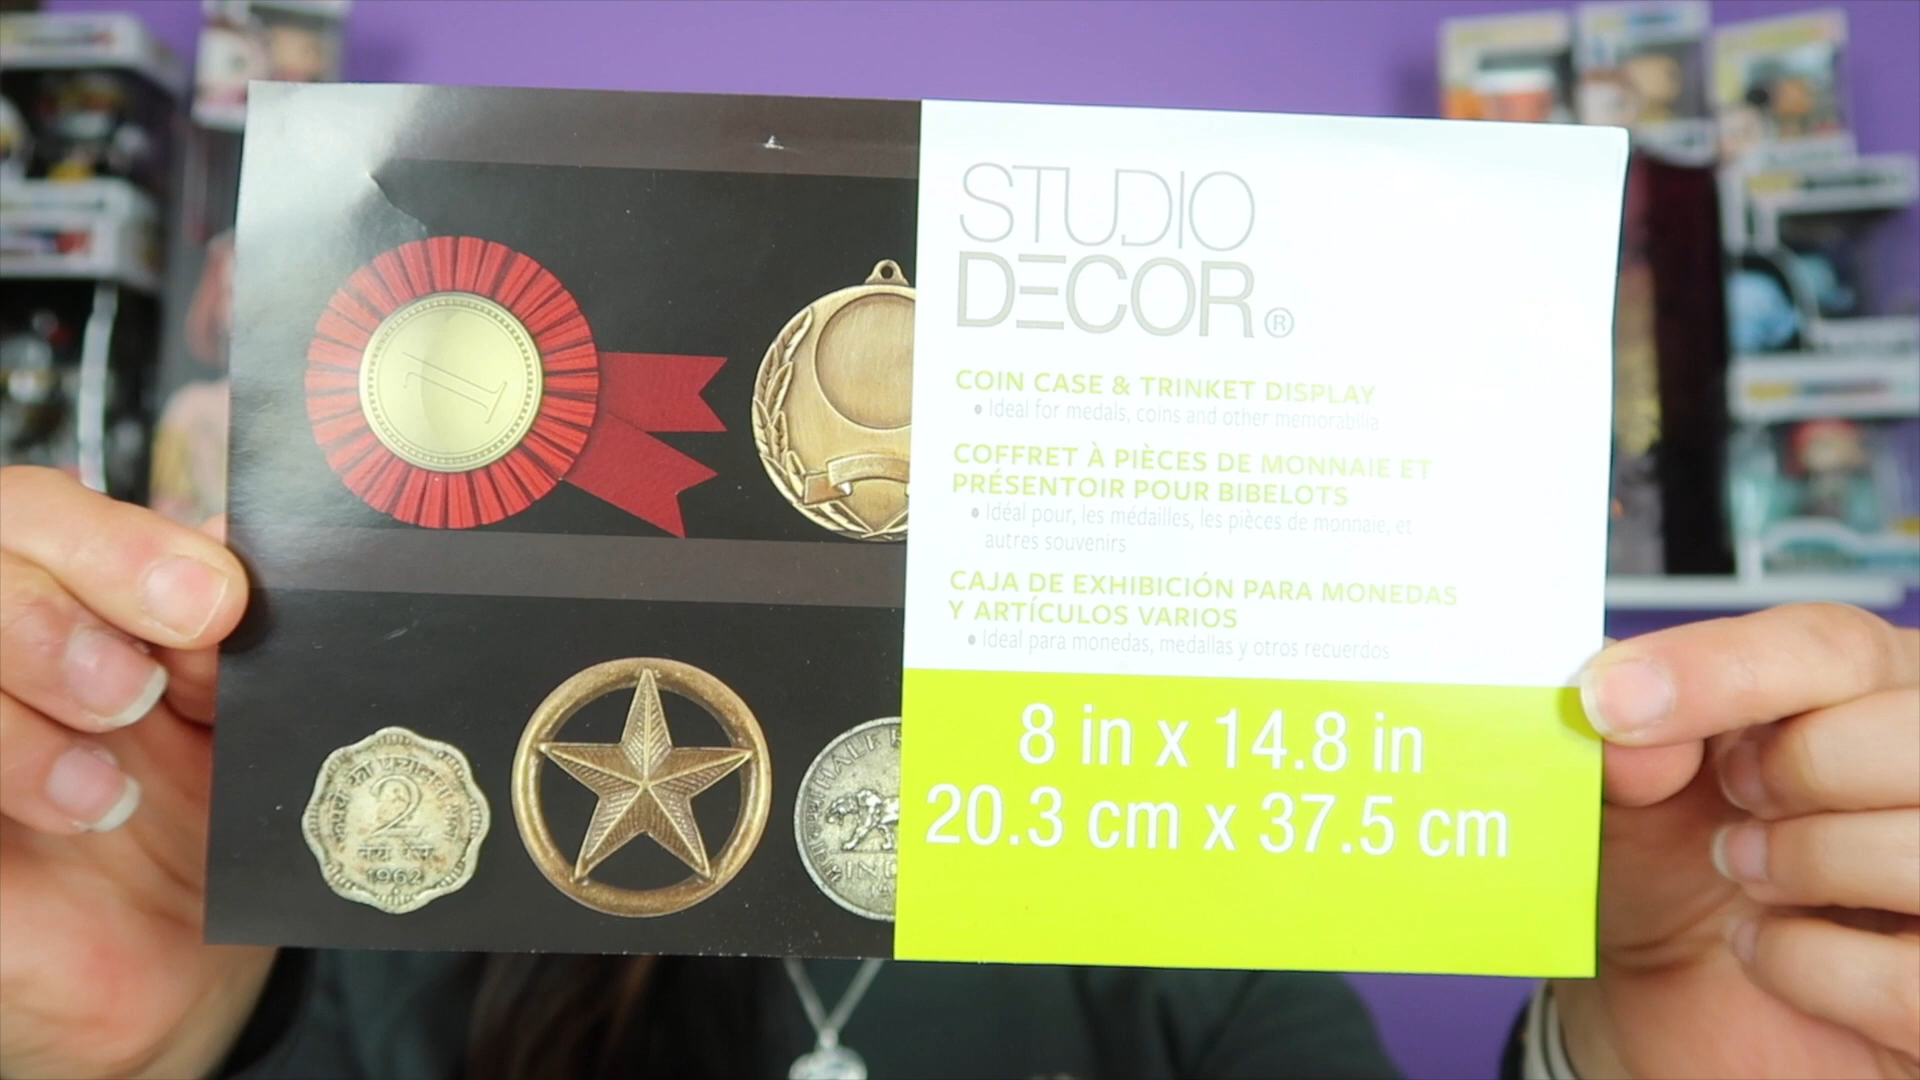 STUDIO
DECOR®
COIN CASE & TRINKET DISPLAY
• Ideal for medals, coins and other memorabilia
COFFRET À PIÈCES DE MONNAIE ET
PRÉSENTOIR POUR BIBELOTS
• Idéal pour, les médailles, les pièces de monnaie, et
autres souvenirs
CAJA DE EXHIBICIÓN PARA MONEDAS
Y ARTÍCULOS VARIOS
• Ideal para monedas, medallas y otros recuerdos
8 in x 14.8 in
20.3 cm x 37.5 cm
1
2
नये पैसे
1962
HALF
IND